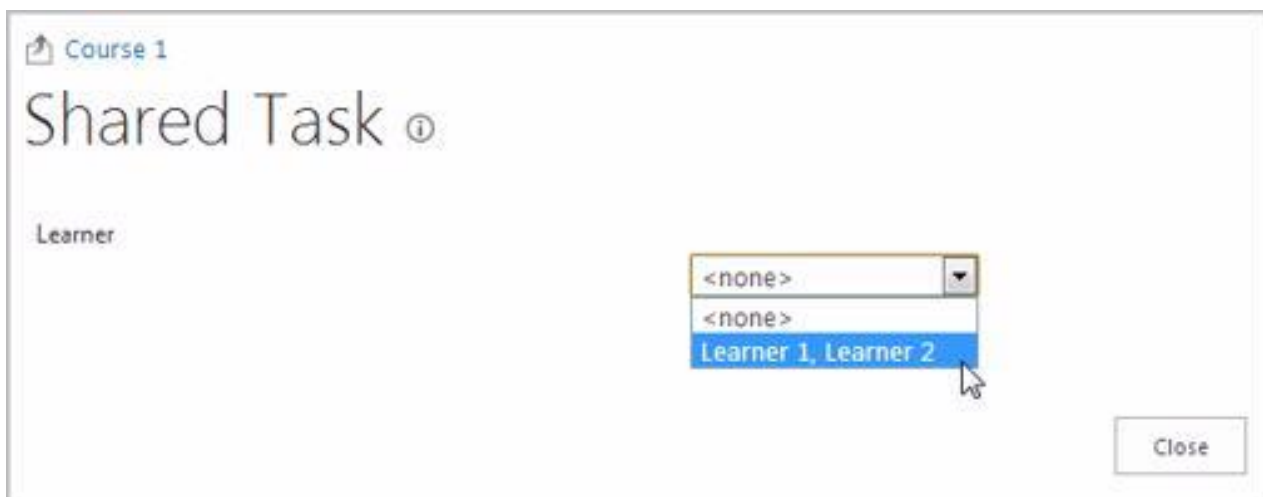 Course 1
Shared Task
Learner
<none>
<none>
Learner 1, Learner 2
Close